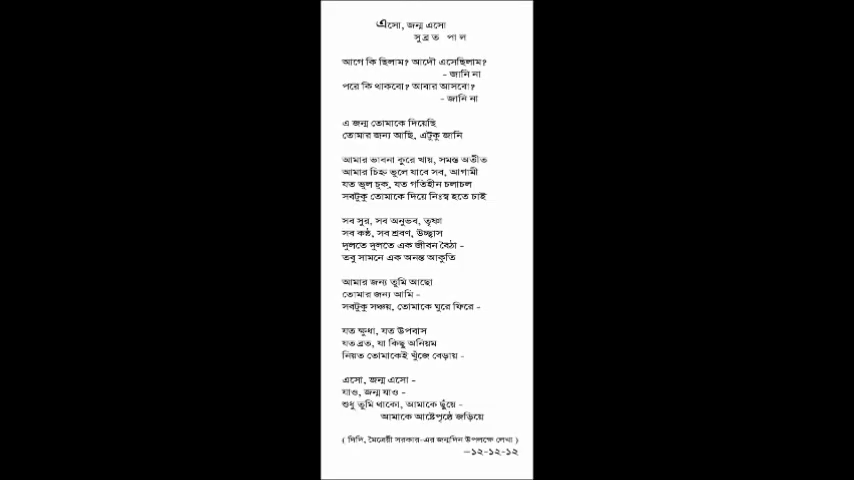 এসো, জন্ম এসো
সুব্রত পাল
আগে কি ছিলাম? আদৌ এসেছিলাম?
- জানি না
পরে কি থাকবো? আবার আসবো?
- জানি না
এ জন্ম তোমাকে দিয়েছি
তোমার জন্য আছি, এটুকু জানি
আমার ভাবনা কুরে খায়, সমস্ত অতীত
আমার চিহ্ন ভুলে যাবে সব, আগামী
যত ভুল চুক, যত গতিহীন চলাচল
সবটুকু তোমাকে দিয়ে নিঃস্ব হতে চাই
সব সুর, সব অনুভব, তৃষ্ণা
সব কন্ঠ, সব শ্রবণ, উচ্ছ্বাস
দুলতে দুলতে এক জীবন বৈঠা -
তবু সামনে এক অনন্ত আকুতি
আমার জন্য তুমি আছো
তোমার জন্য আমি -
সবটুকু সঞ্চয়, তোমাকে ঘুরে ফিরে -
যত ক্ষুধা, যত উপবাস
যত ব্রত, যা কিছু অনিয়ম
নিয়ত তোমাকেই খুঁজে বেড়ায় -
এসো, জন্ম এসো -
যাও, জন্ম যাও -
শুধু তুমি থাকো, আমাকে ছুঁয়ে -
আমাকে আষ্টেপৃষ্ঠে জড়িয়ে
( দিদি, মৈত্রেয়ী সরকার-এর জন্মদিন উপলক্ষে লেখা )
-১২-১২-১২